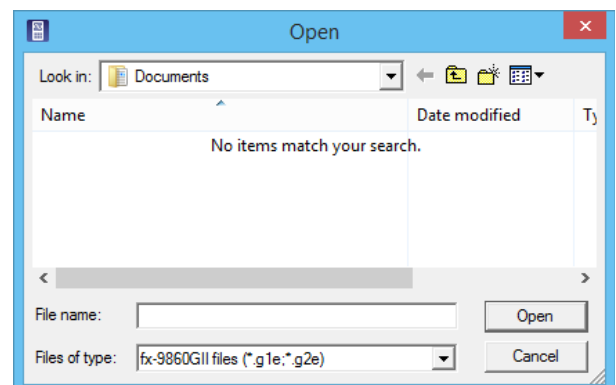 Open
Look in: Documents
Name Date modified Ty
No items match your search.
File name: Open
Files of type: fx-9860GII files (*.g1e;*.g2e) Cancel